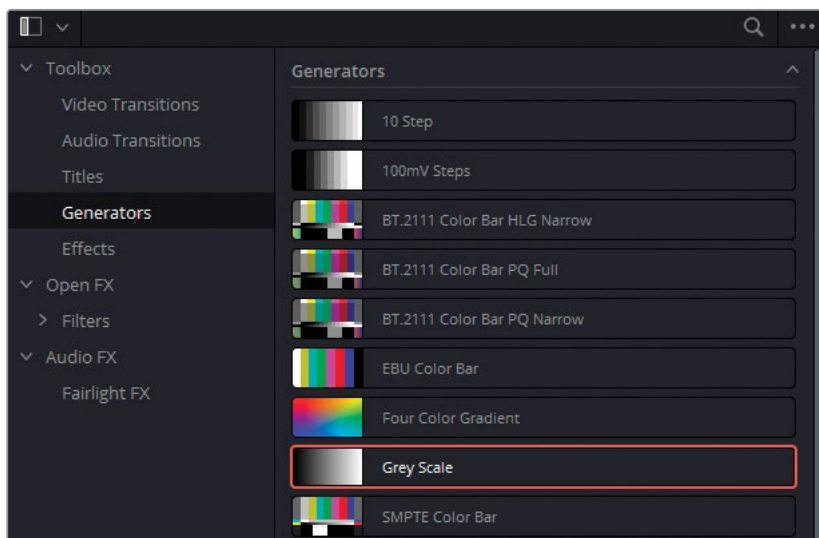 Toolbox
Video Transitions
Audio Transitions
Titles
Generators
Effects
Open FX
Filters
Audio FX
Fairlight FX
Generators
10 Step
100mV Steps
BT.2111 Color Bar HLG Narrow
BT.2111 Color Bar PQ Full
BT.2111 Color Bar PQ Narrow
EBU Color Bar
Four Color Gradient
Grey Scale
SMPTE Color Bar